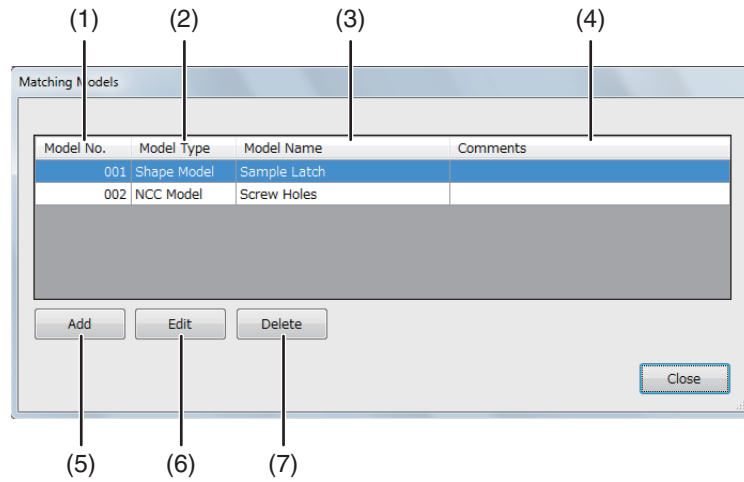 (1) (2) (3) (4)
Matching Models
Model No. Model Type Model Name Comments
001 Shape Model Sample Latch
002 NCC Model Screw Holes
Add Edit Delete
Close
(5) (6) (7)